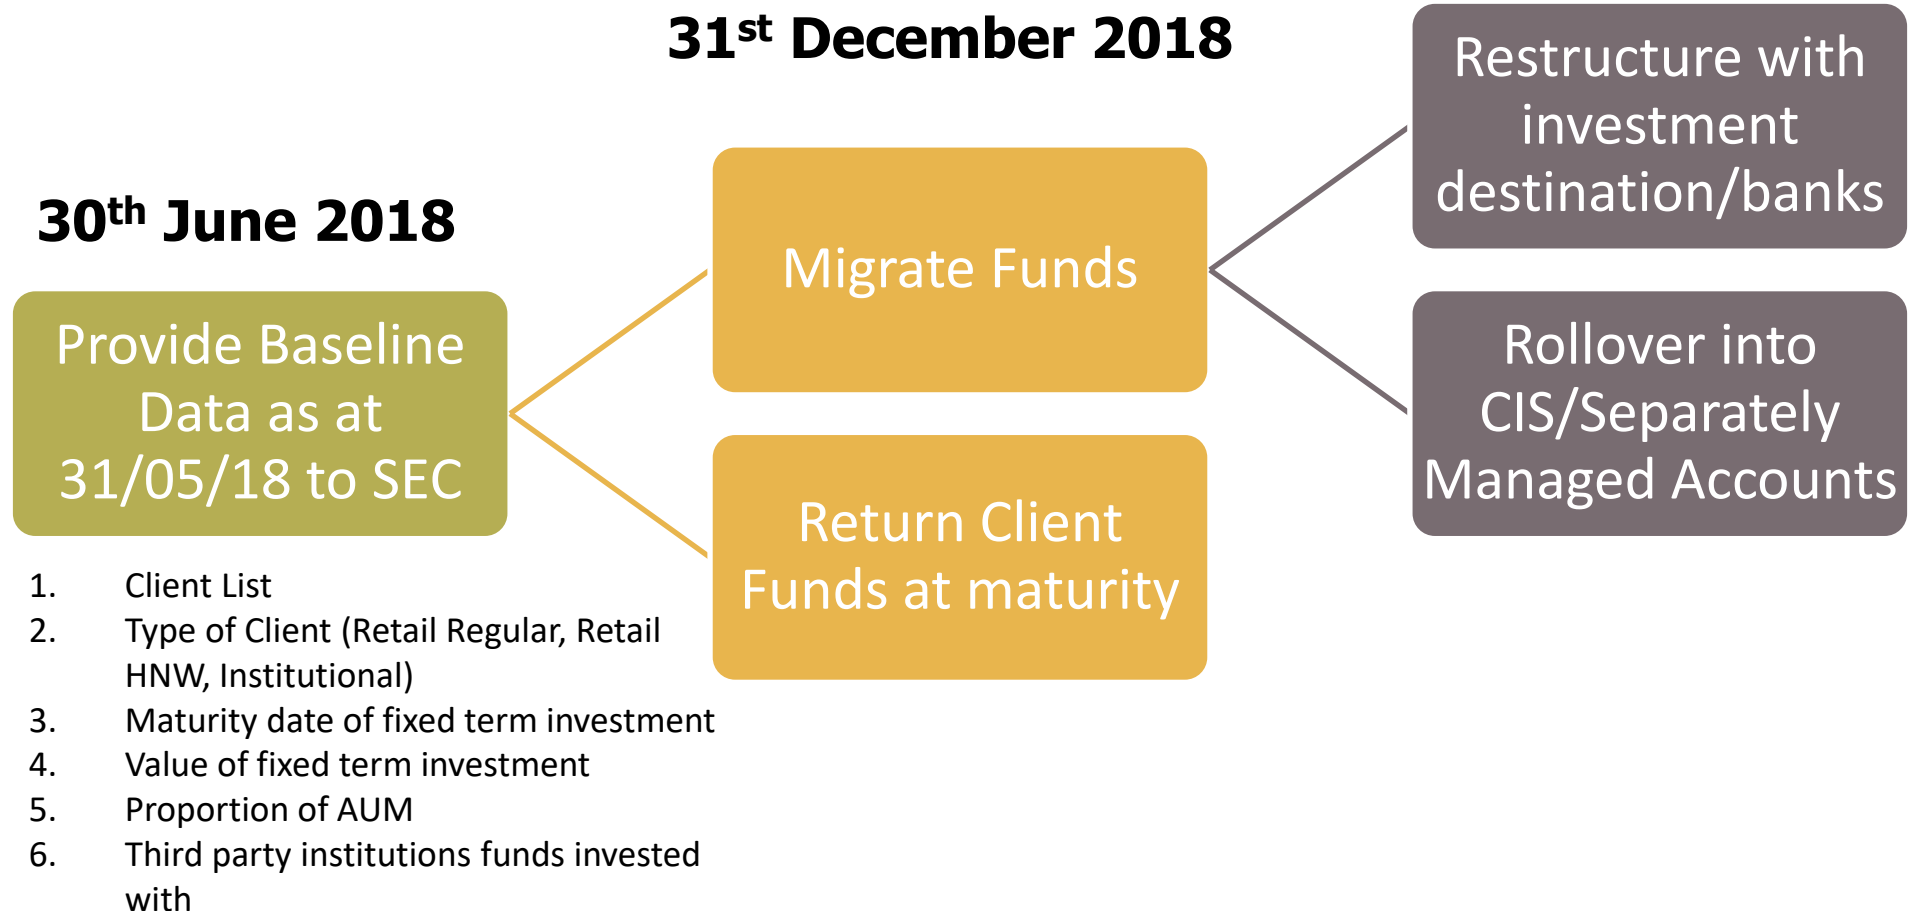 31st December 2018
30th June 2018
Provide Baseline
Data as at
31/05/18 to SEC
Migrate Funds
Return Client
Funds at maturity
Restructure with
investment
destination/banks
Rollover into
CIS/Separately
Managed Accounts
1. Client List
2. Type of Client (Retail Regular, Retail
HNW, Institutional)
3. Maturity date of fixed term investment
4. Value of fixed term investment
5. Proportion of AUM
6. Third party institutions funds invested
with